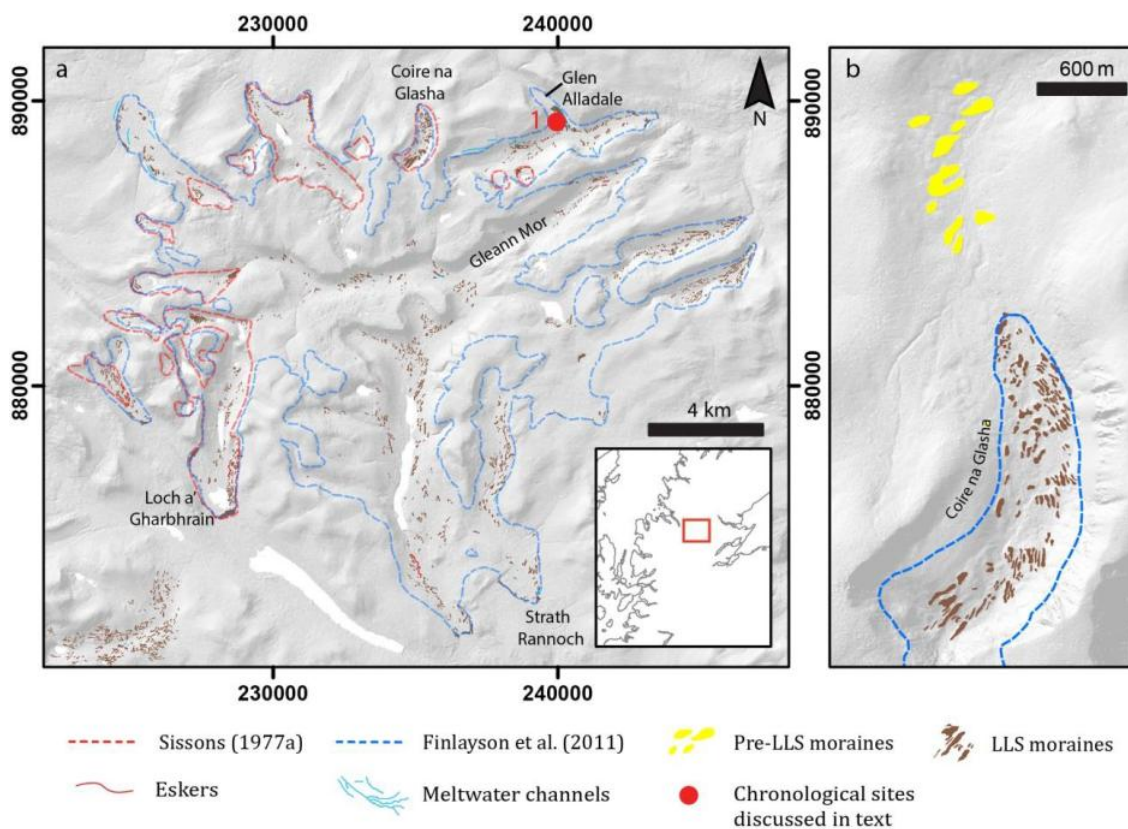 230000
240000
a
Coire na
Glasha
Glen
Alladale
1
N
890000
880000
Gleann Mor
4 km
Loch a'
Gharbhrain
Strath
Rannoch
230000
240000
b
600 m
890000
880000
Coire na Glasha
Sissons (1977a)
Finlayson et al. (2011)
Pre-LLS moraines
LLS moraines
Eskers
Meltwater channels
Chronological sites
discussed in text